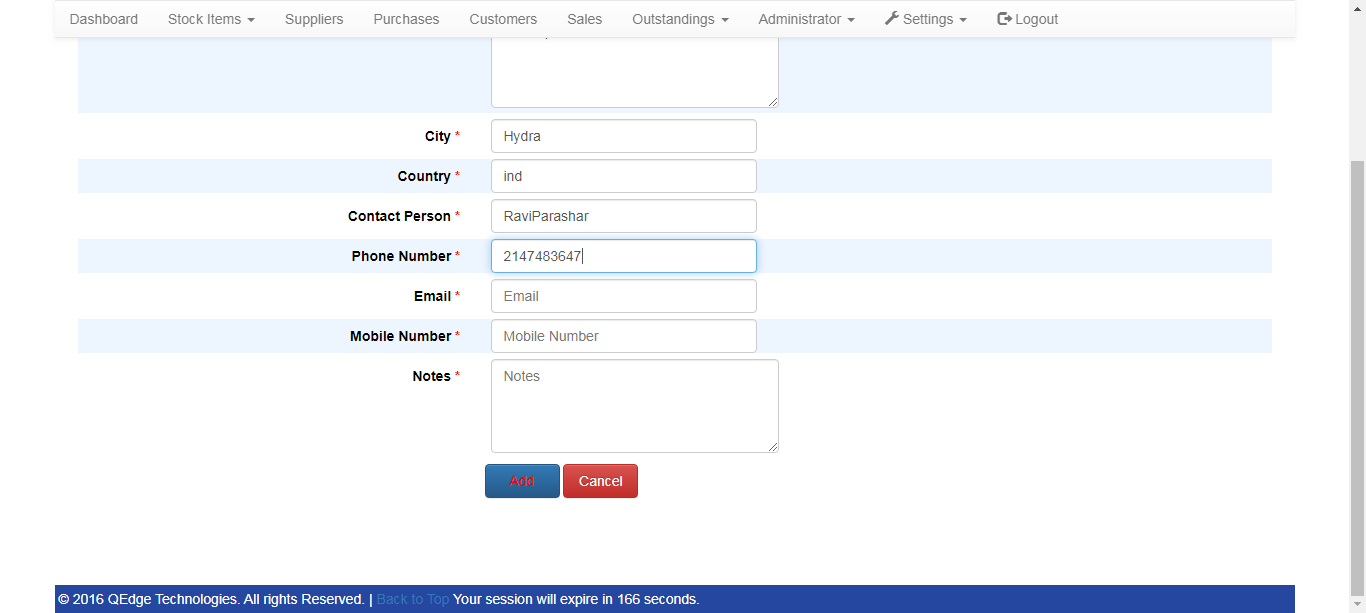 Dashboard Stock Items Suppliers Purchases Customers Sales Outstandings Administrator Settings Logout
City * Hydra
Country * ind
Contact Person * RaviParashar
Phone Number * 2147483647
Email * Email
Mobile Number * Mobile Number
Notes * Notes
Add Cancel
© 2016 QEdge Technologies. All rights Reserved. | Back to Top Your session will expire in 166 seconds.